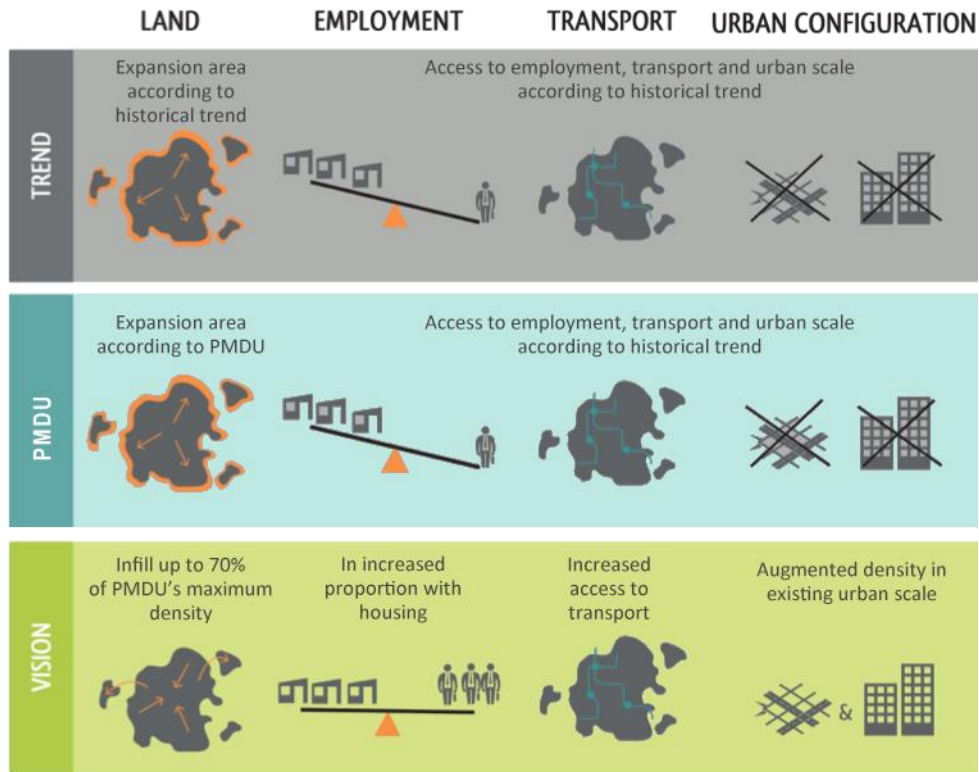 LAND
EMPLOYMENT
TRANSPORT
URBAN CONFIGURATION
TREND
Expansion area
according to
historical trend
Access to employment, transport and urban scale
according to historical trend
PMDU
Expansion area
according to PMDU
Access to employment, transport and urban scale
according to historical trend
VISION
Infill up to 70%
of PMDU's maximum
density
In increased
proportion with
housing
Increased
access to
transport
Augmented density in
existing urban scale
&